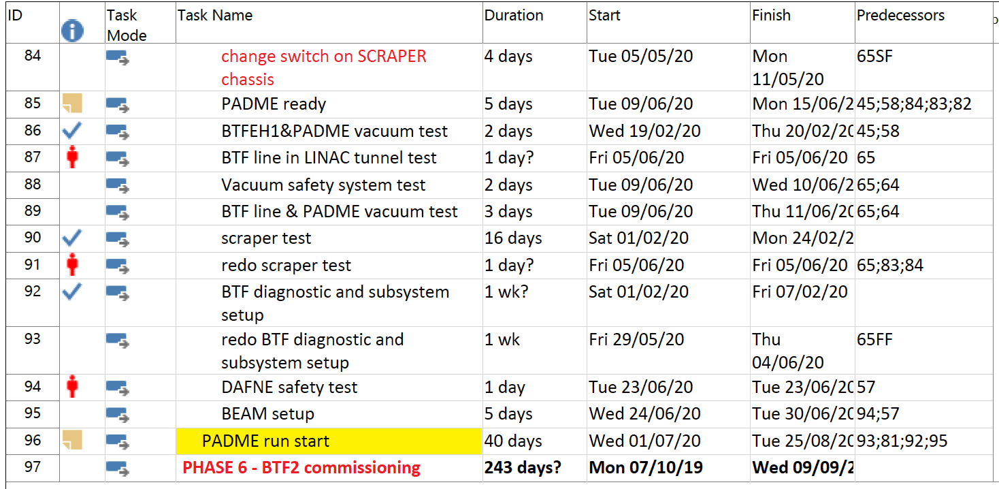 ID Task Mode Task Name Duration Start Finish Predecessors
84 change switch on SCRAPER chassis 4 days Tue 05/05/20 Mon 11/05/20 65SF
85 PADME ready 5 days Tue 09/06/20 Mon 15/06/2 45;58;84;83;82
86 BTFEH1&PADME vacuum test 2 days Wed 19/02/20 Thu 20/02/20 45;58
87 BTF line in LINAC tunnel test 1 day? Fri 05/06/20 Fri 05/06/20 65
88 Vacuum safety system test 2 days Tue 09/06/20 Wed 10/06/2 65;64
89 BTF line & PADME vacuum test 3 days Tue 09/06/20 Thu 11/06/20 65;64
90 scraper test 16 days Sat 01/02/20 Mon 24/02/2
91 redo scraper test 1 day? Fri 05/06/20 Fri 05/06/20 65;83;84
92 BTF diagnostic and subsystem setup 1 wk? Sat 01/02/20 Fri 07/02/20
93 redo BTF diagnostic and subsystem setup 1 wk Fri 29/05/20 Thu 04/06/20 65FF
94 DAFNE safety test 1 day Tue 23/06/20 Tue 23/06/20 57
95 BEAM setup 5 days Wed 24/06/20 Tue 30/06/20 94;57
96 PADME run start 40 days Wed 01/07/20 Tue 25/08/20 93;81;92;95
97 PHASE 6 - BTF2 commissioning 243 days? Mon 07/10/19 Wed 09/09/2